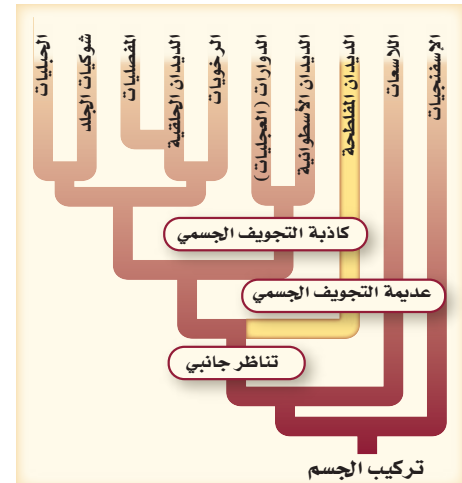 الإسفنجيات
اللاسعات
الديدان المفلطحة
الديدان الأسطوانية
الدوارات (العجليات)
الرخويات
الديدان الحلقية
المفصليات
شوكيات الجلد
الحبليات
كاذبة التجويف الجسمي
عديمة التجويف الجسمي
تناظر جانبي
تركيب الجسم